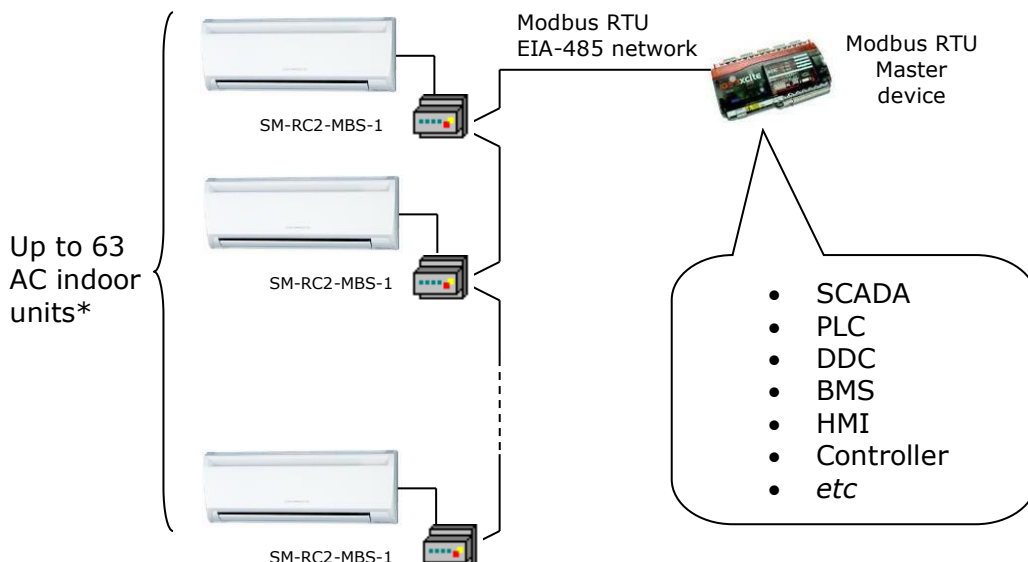 Modbus RTU
EIA-485 network
Modbus RTU
Master
device
SM-RC2-MBS-1
SM-RC2-MBS-1
Up to 63
AC indoor
units*
• SCADA
• PLC
• DDC
• BMS
• HMI
• Controller
• etc
SM-RC2-MBS-1